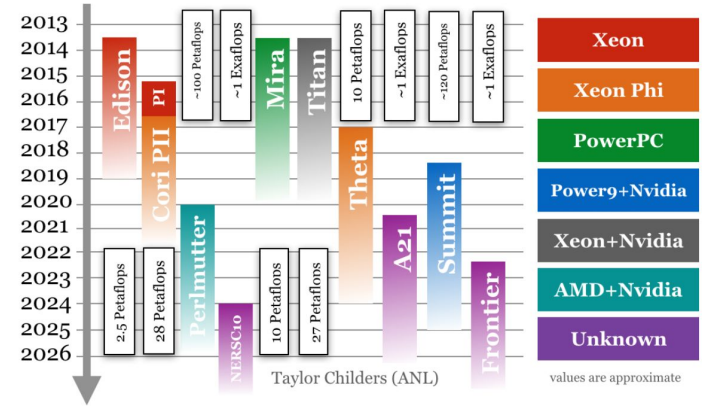 2013
2014
2015
2016
2017
2018
2019
2020
2021
2022
2023
2024
2025
2026
Edison
2.5 Petaflops
PI
Cori PII
28 Petaflops
~100 Petaflops
Perlmutter
~1 Exaflops
NERSC10
Mira
10 Petaflops
Titan
27 Petaflops
10 Petaflops
Theta
~1 Exaflops
A21
~120 Petaflops
Summit
~1 Exaflops
Frontier
Xeon
Xeon Phi
PowerPC
Power9+Nvidia
Xeon+Nvidia
AMD+Nvidia
Unknown
Taylor Childers (ANL)
values are approximate